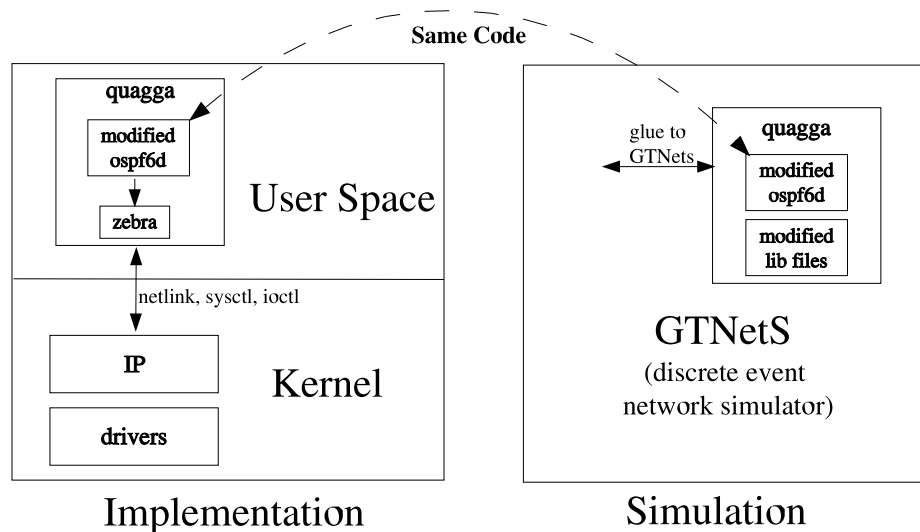 Same Code
quagga
modified
ospf6d
zebra
User Space
netlink, sysctl, ioctl
IP
Kernel
drivers
Implementation
glue to
GTNets
quagga
modified
ospf6d
modified
lib files
GTNetS
(discrete event
network simulator)
Simulation